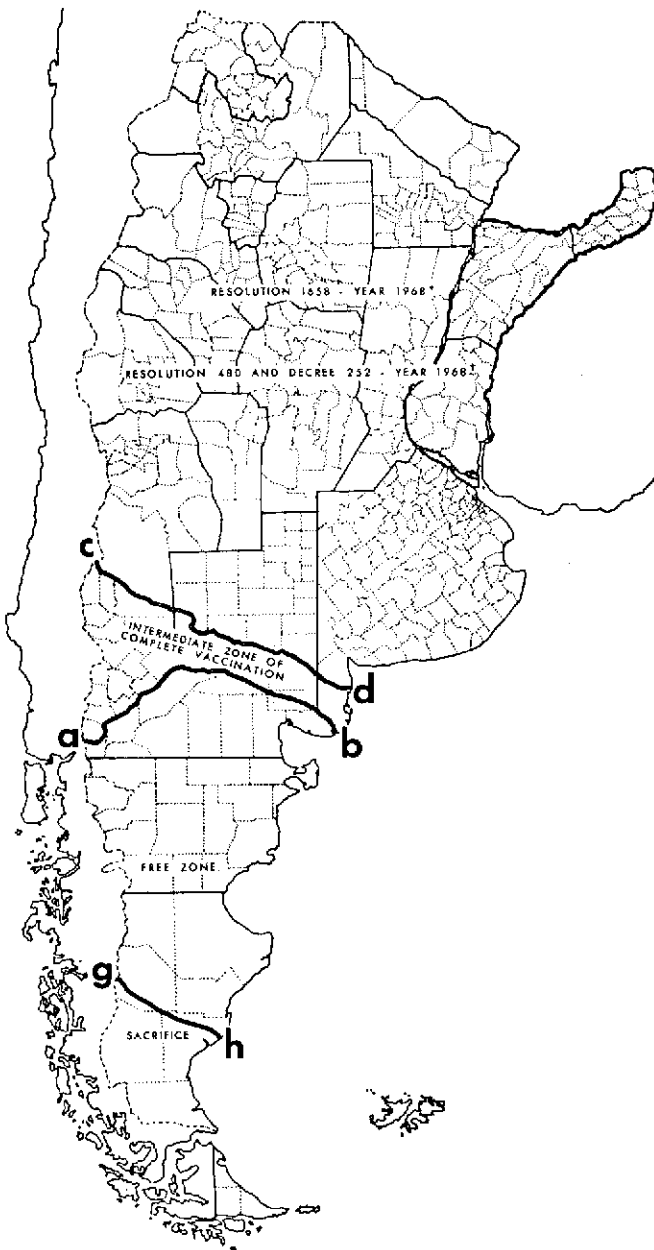 RESOLUTION 1658 - YEAR 1968*
RESOLUTION 480 AND DECREE 252 - YEAR 1968‡
c
INTERMEDIATE ZONE OF
COMPLETE VACCINATION
d
a
b
FREE ZONE.
g
SACRIFICE
h